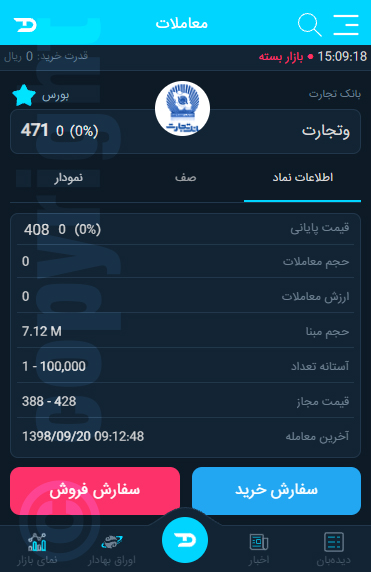 معاملات
15:09:18 بازار بسته قدرت خرید: 0 ریال
بانک تجارت بورس
وتجارت 471 0 (0%)
بانک تجارت
اطلاعات نماد صف نمودار
قیمت پایانی 408 0 (0%)
حجم معاملات 0
ارزش معاملات 0
حجم مبنا 7.12 M
آستانه تعداد 1 - 100,000
قیمت مجاز 388 - 428
آخرین معامله 1398/09/20 09:12:48
سفارش خرید سفارش فروش
دیده‌بان اخبار اوراق بهادار نمای بازار
© copyright